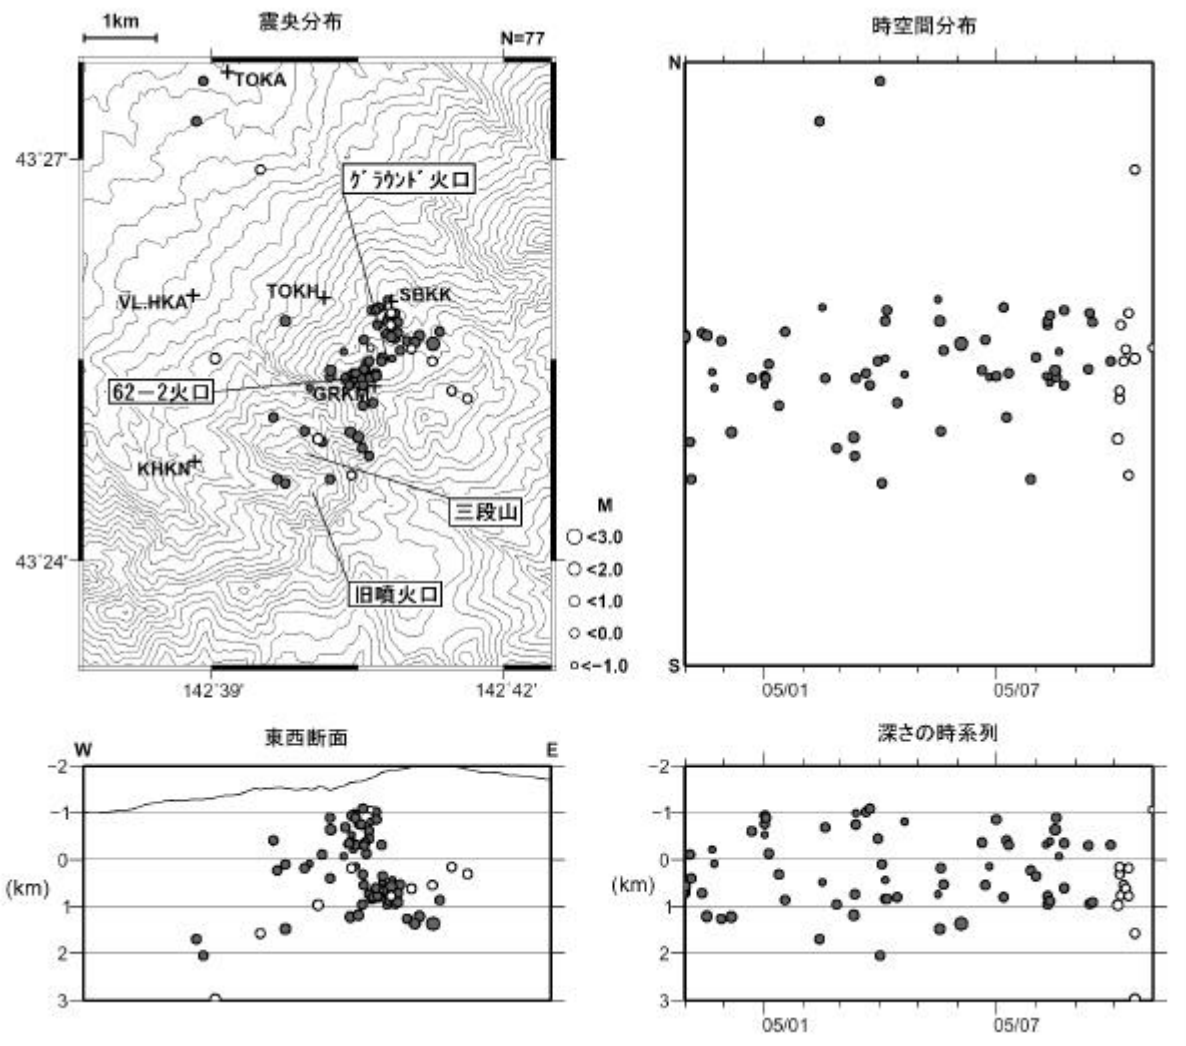 1km
震央分布
N=77
TOKA
43°27'
ｸﾞﾗｳﾝﾄﾞ火口
VL.HKA
TOKH
SBKK
62－2火口
GRKH
KHKN
三段山
43°24'
旧噴火口
142°39'
142°42'
M
<3.0
<2.0
<1.0
<0.0
<−1.0
時空間分布
N
S
05/01
05/07
東西断面
W
E
−2
−1
0
(km)
1
2
3
深さの時系列
−2
−1
0
(km)
1
2
3
05/01
05/07